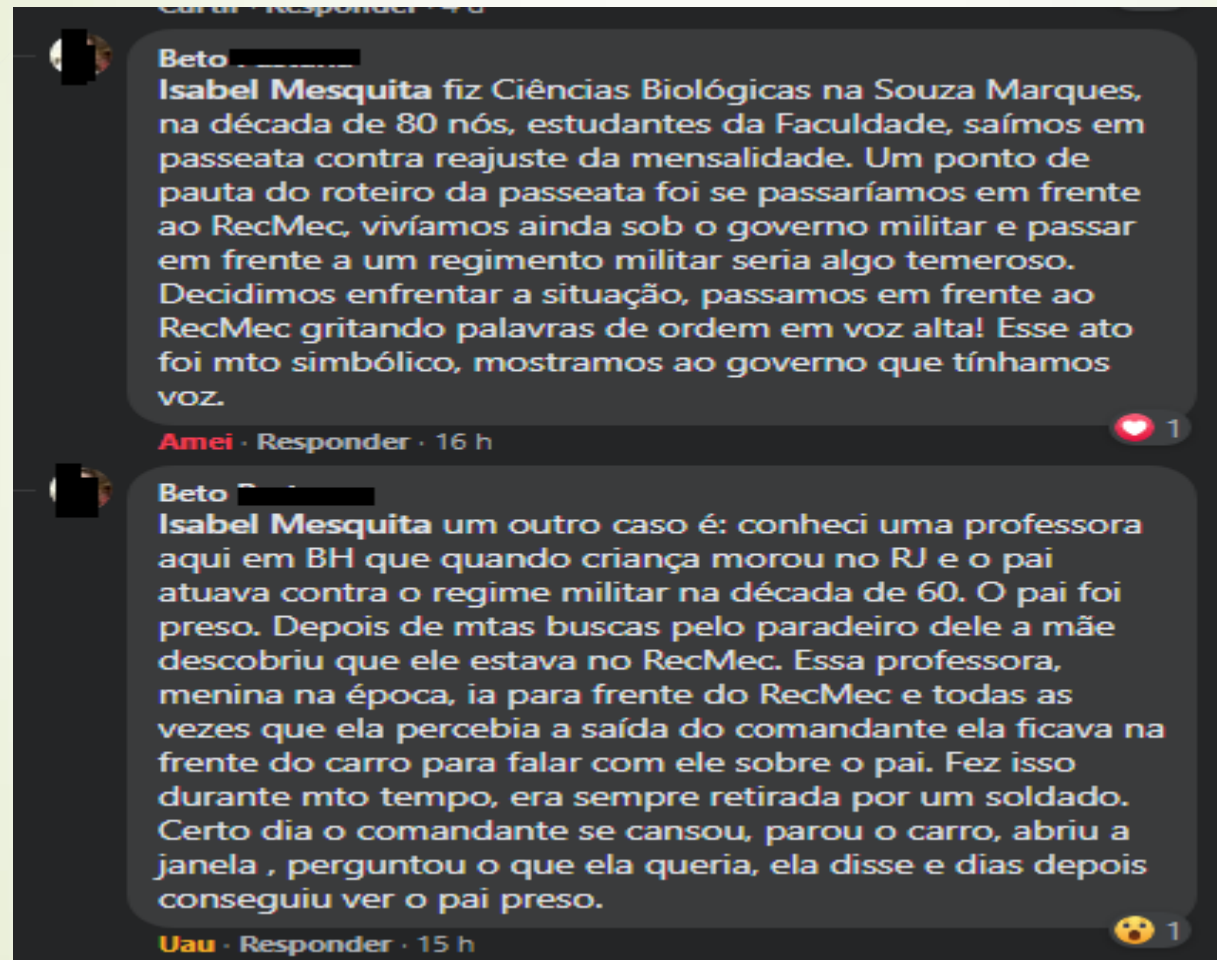 Beto
Isabel Mesquita fiz Ciências Biológicas na Souza Marques,
na década de 80 nós, estudantes da Faculdade, saímos em
passeata contra reajuste da mensalidade. Um ponto de
pauta do roteiro da passeata foi se passaríamos em frente
ao RecMec, vivíamos ainda sob o governo militar e passar
em frente a um regimento militar seria algo temeroso.
Decidimos enfrentar a situação, passamos em frente ao
RecMec gritando palavras de ordem em voz alta! Esse ato
foi mto simbólico, mostramos ao governo que tínhamos
voz.
Amei · Responder · 16 h 1
Beto
Isabel Mesquita um outro caso é: conheci uma professora
aqui em BH que quando criança morou no RJ e o pai
atuava contra o regime militar na década de 60. O pai foi
preso. Depois de mtas buscas pelo paradeiro dele a mãe
descobriu que ele estava no RecMec. Essa professora,
menina na época, ia para frente do RecMec e todas as
vezes que ela percebia a saída do comandante ela ficava na
frente do carro para falar com ele sobre o pai. Fez isso
durante mto tempo, era sempre retirada por um soldado.
Certo dia o comandante se cansou, parou o carro, abriu a
janela , perguntou o que ela queria, ela disse e dias depois
conseguiu ver o pai preso.
Uau · Responder · 15 h 1